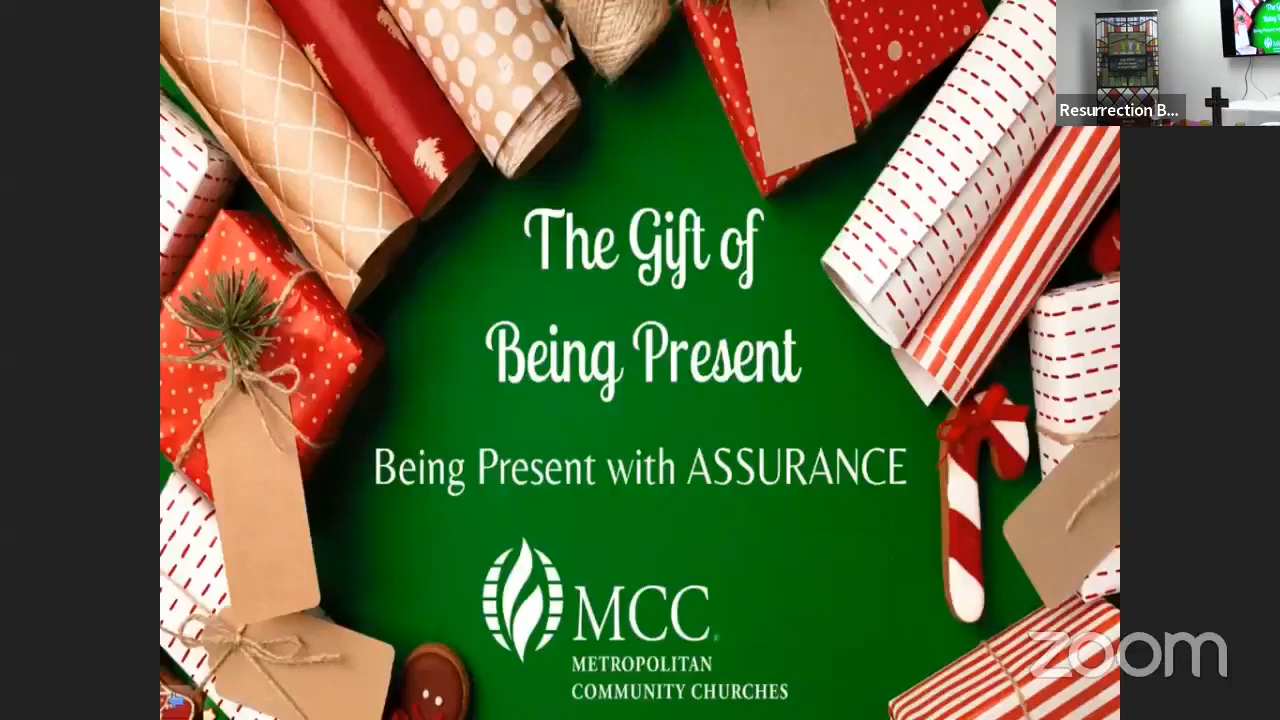 Resurrection B...
The Gift of
Being Present
Being Present with ASSURANCE
MCC
METROPOLITAN
COMMUNITY CHURCHES
zoom